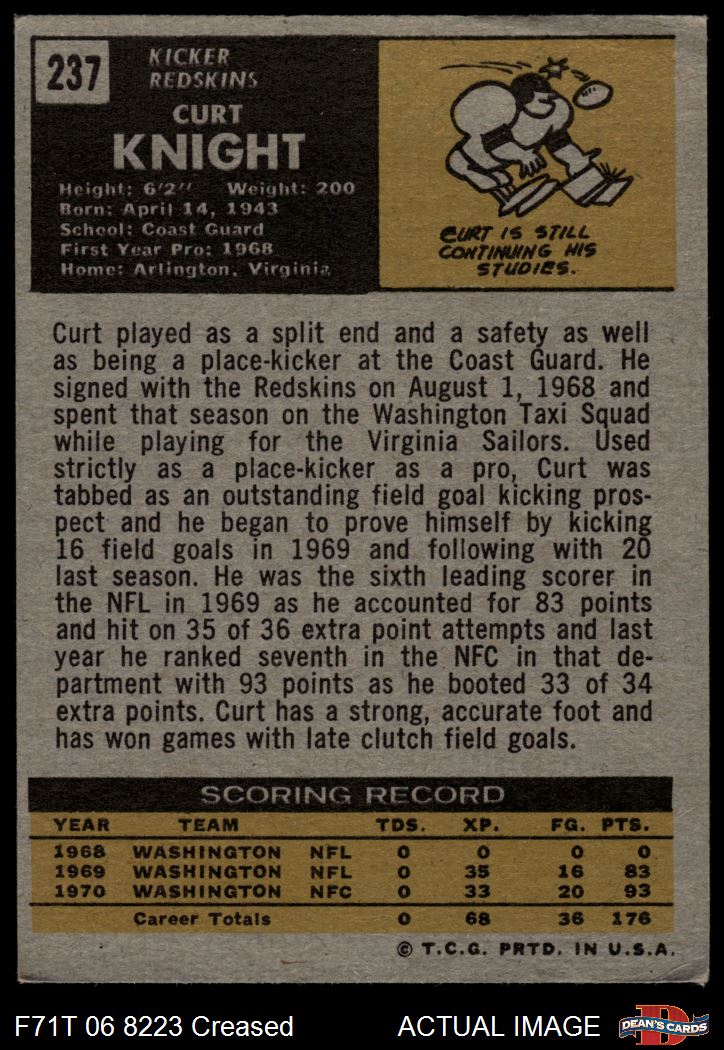 237
KICKER
REDSKINS
CURT
KNIGHT
Height: 6'2" Weight: 200
Born: April 14, 1943
School: Coast Guard
First Year Pro: 1968
Home: Arlington, Virginia
CURT IS STILL
CONTINUING HIS
STUDIES.
Curt played as a split end and a safety as well
as being a place-kicker at the Coast Guard. He
signed with the Redskins on August 1, 1968 and
spent that season on the Washington Taxi Squad
while playing for the Virginia Sailors. Used
strictly as a place-kicker as a pro, Curt was
tabbed as an outstanding field goal kicking pros-
pect and he began to prove himself by kicking
16 field goals in 1969 and following with 20
last season. He was the sixth leading scorer in
the NFL in 1969 as he accounted for 83 points
and hit on 35 of 36 extra point attempts and last
year he ranked seventh in the NFC in that de-
partment with 93 points as he booted 33 of 34
extra points. Curt has a strong, accurate foot and
has won games with late clutch field goals.
SCORING RECORD
YEAR TEAM TDS. XP. FG. PTS.
1968 WASHINGTON NFL 0 0 0 0
1969 WASHINGTON NFL 0 35 16 83
1970 WASHINGTON NFC 0 33 20 93
Career Totals 0 68 36 176
© T.C.G. PRTD. IN U.S.A.
F71T 06 8223 Creased ACTUAL IMAGE
DEAN'S CARDS